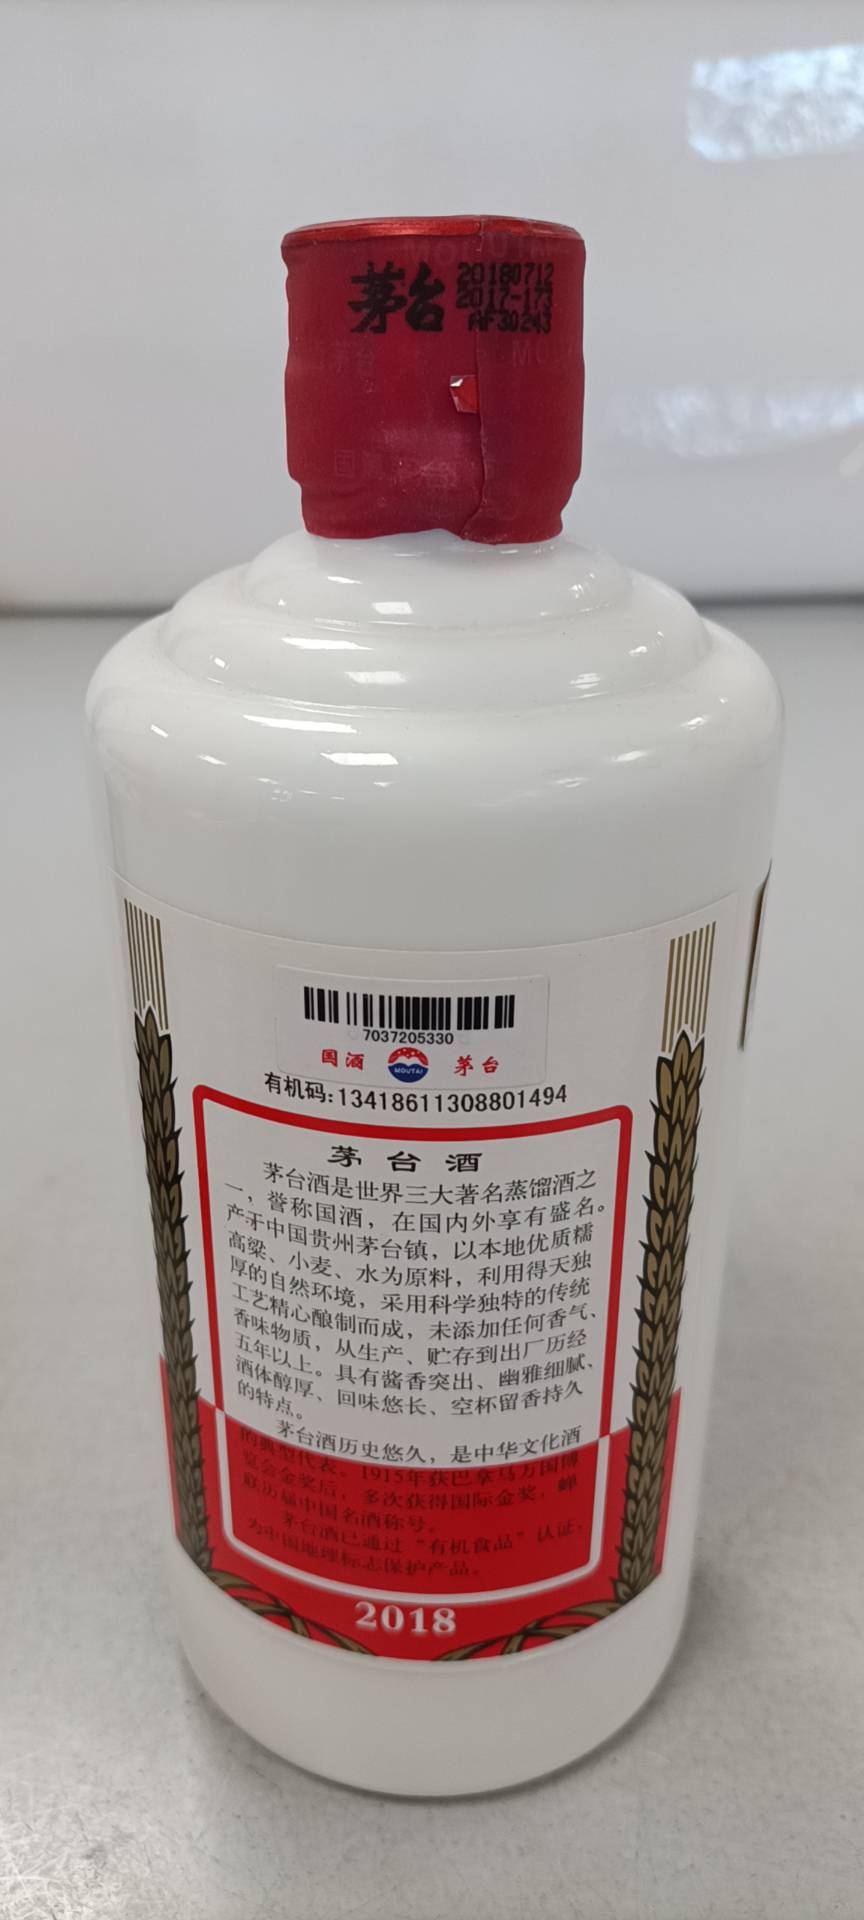 茅台
20180712
2017-173
AF30243
7037205330
国酒 MOUTAI 茅台
有机码:13418611308801494
茅台酒
茅台酒是世界三大著名蒸馏酒之
一，誉称国酒，在国内外享有盛名。
产于中国贵州茅台镇，以本地优质糯
高粱、小麦、水为原料，利用得天独
厚的自然环境，采用科学独特的传统
工艺精心酿制而成，未添加任何香气、
香味物质，从生产、贮存到出厂历经
五年以上。具有酱香突出、幽雅细腻、
酒体醇厚、回味悠长、空杯留香持久
的特点。
茅台酒历史悠久，是中华文化酒
的典型代表。1915年获巴拿马万国博
览会金奖后，多次获得国际金奖，蝉
联历届中国名酒称号。
茅台酒已通过“有机食品”认证，
为中国地理标志保护产品。
2018